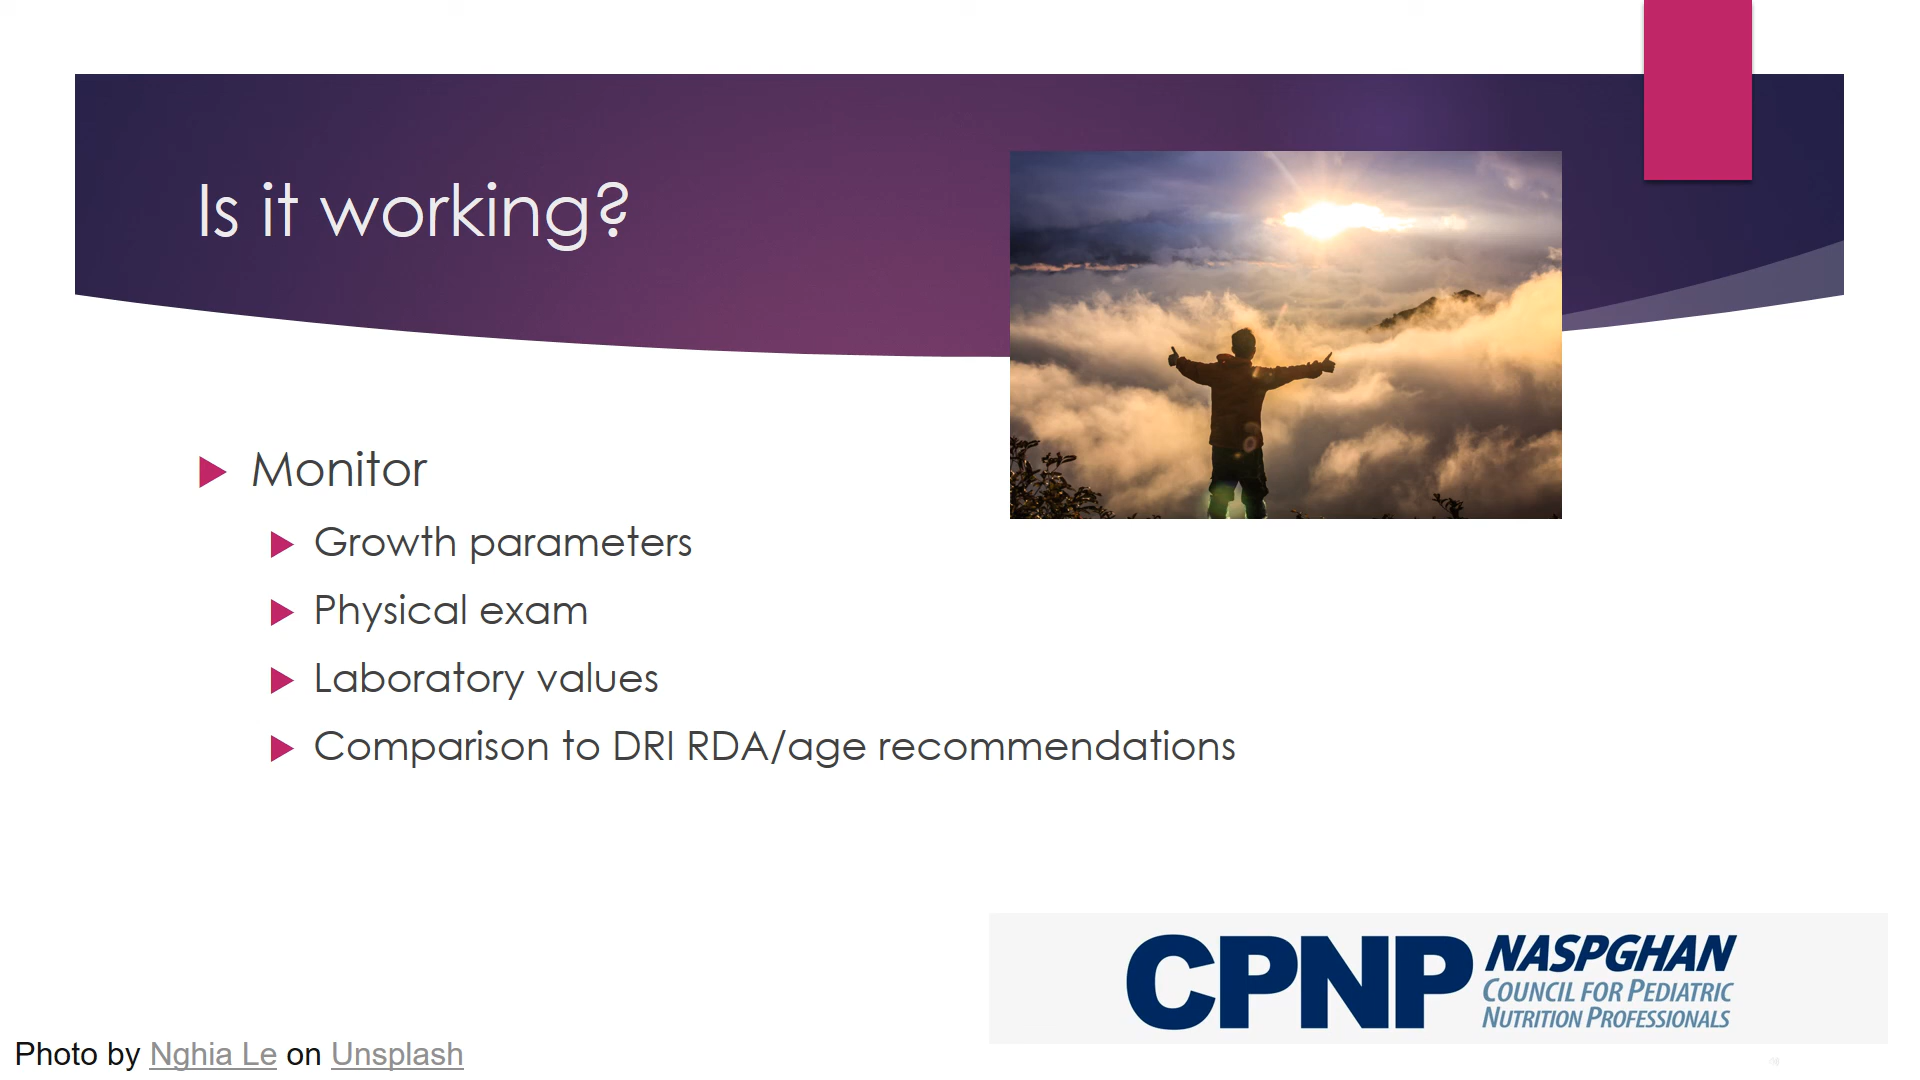 Is it working?
Monitor
Growth parameters
Physical exam
Laboratory values
Comparison to DRI RDA/age recommendations
CPNP NASPGHAN
COUNCIL FOR PEDIATRIC
NUTRITION PROFESSIONALS
Photo by Nghia Le on Unsplash